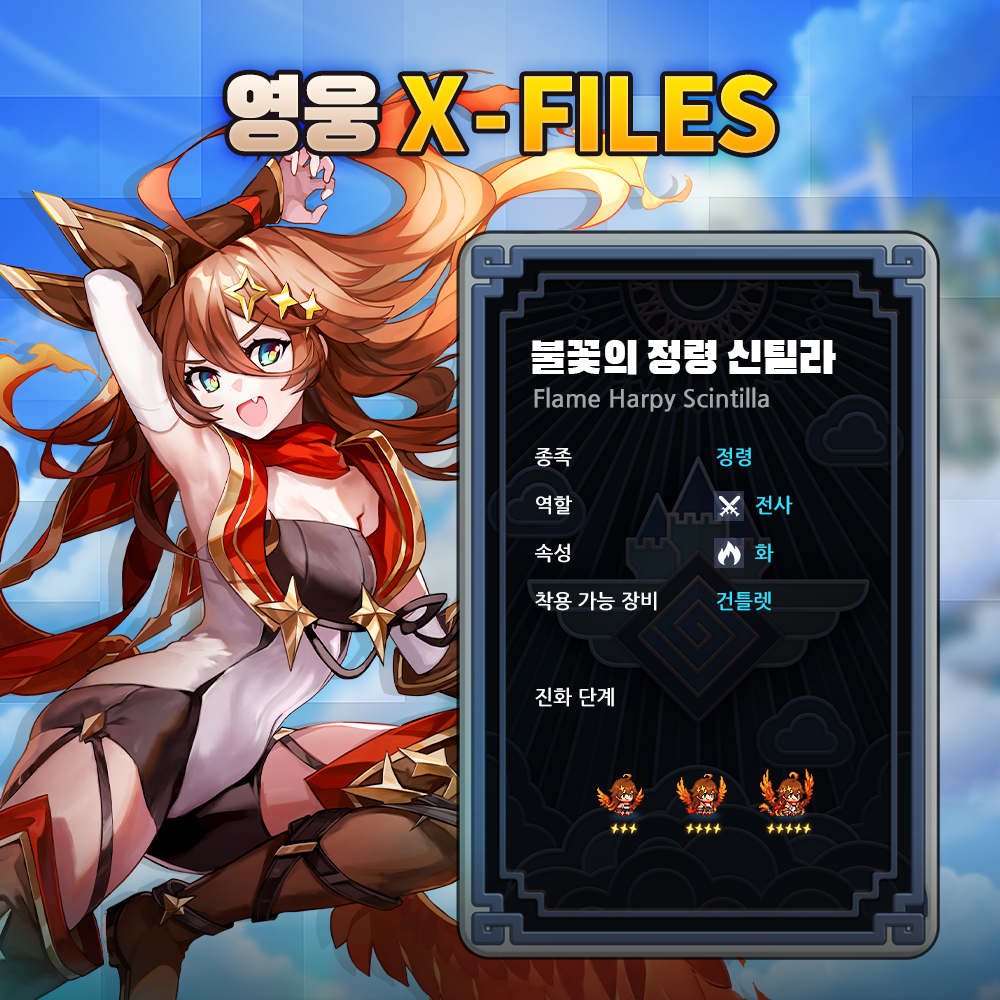 영웅 X-FILES
불꽃의 정령 신틸라
Flame Harpy Scintilla
종족 정령
역할 전사
속성 화
착용 가능 장비 건틀렛
진화 단계